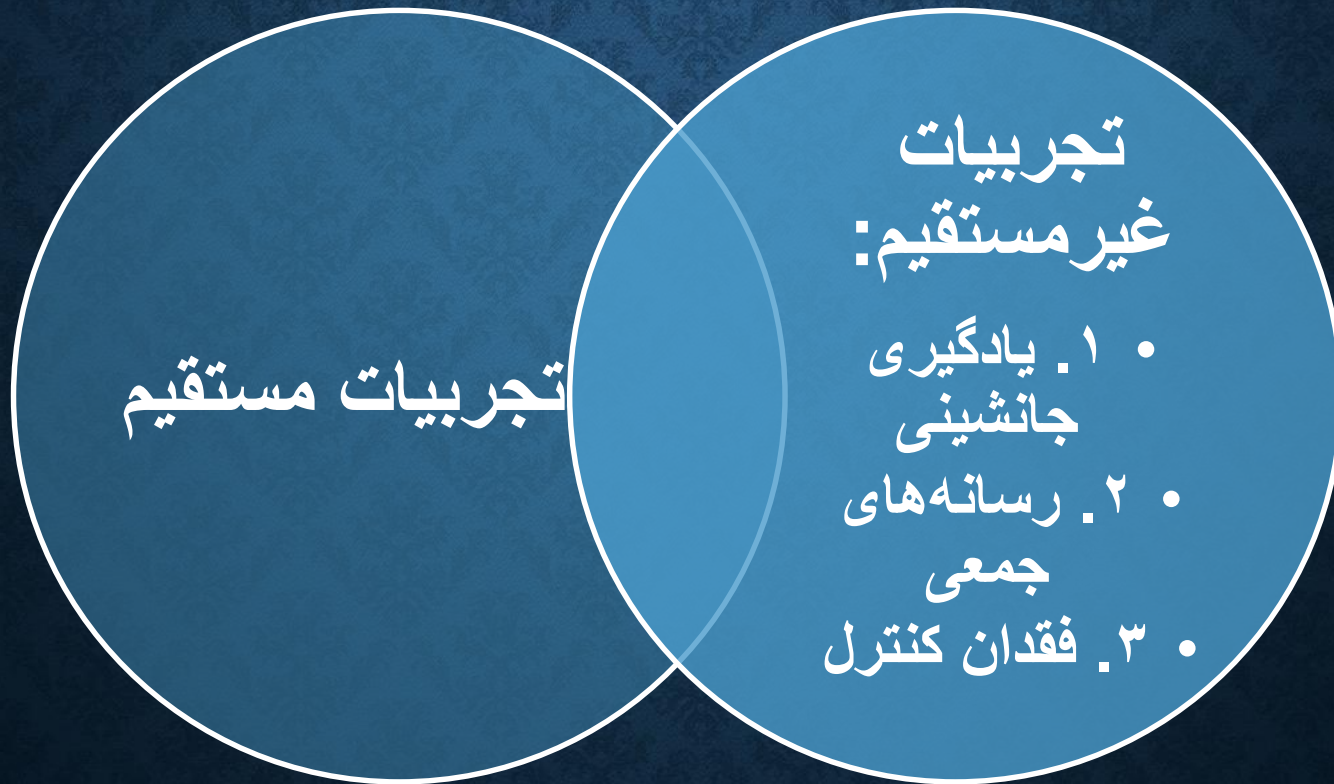 تجربیات
غیرمستقیم:
• ۱. یادگیری
جانشینی
• ۲. رسانه‌های
جمعی
• ۳. فقدان کنترل
تجربیات مستقیم